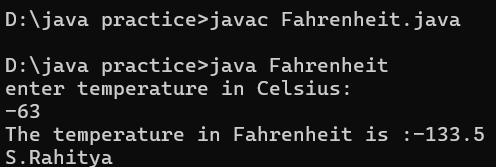 D:\java practice>javac Fahrenheit.java
D:\java practice>java Fahrenheit
enter temperature in Celsius:
-63
The temperature in Fahrenheit is :-133.5
S.Rahitya